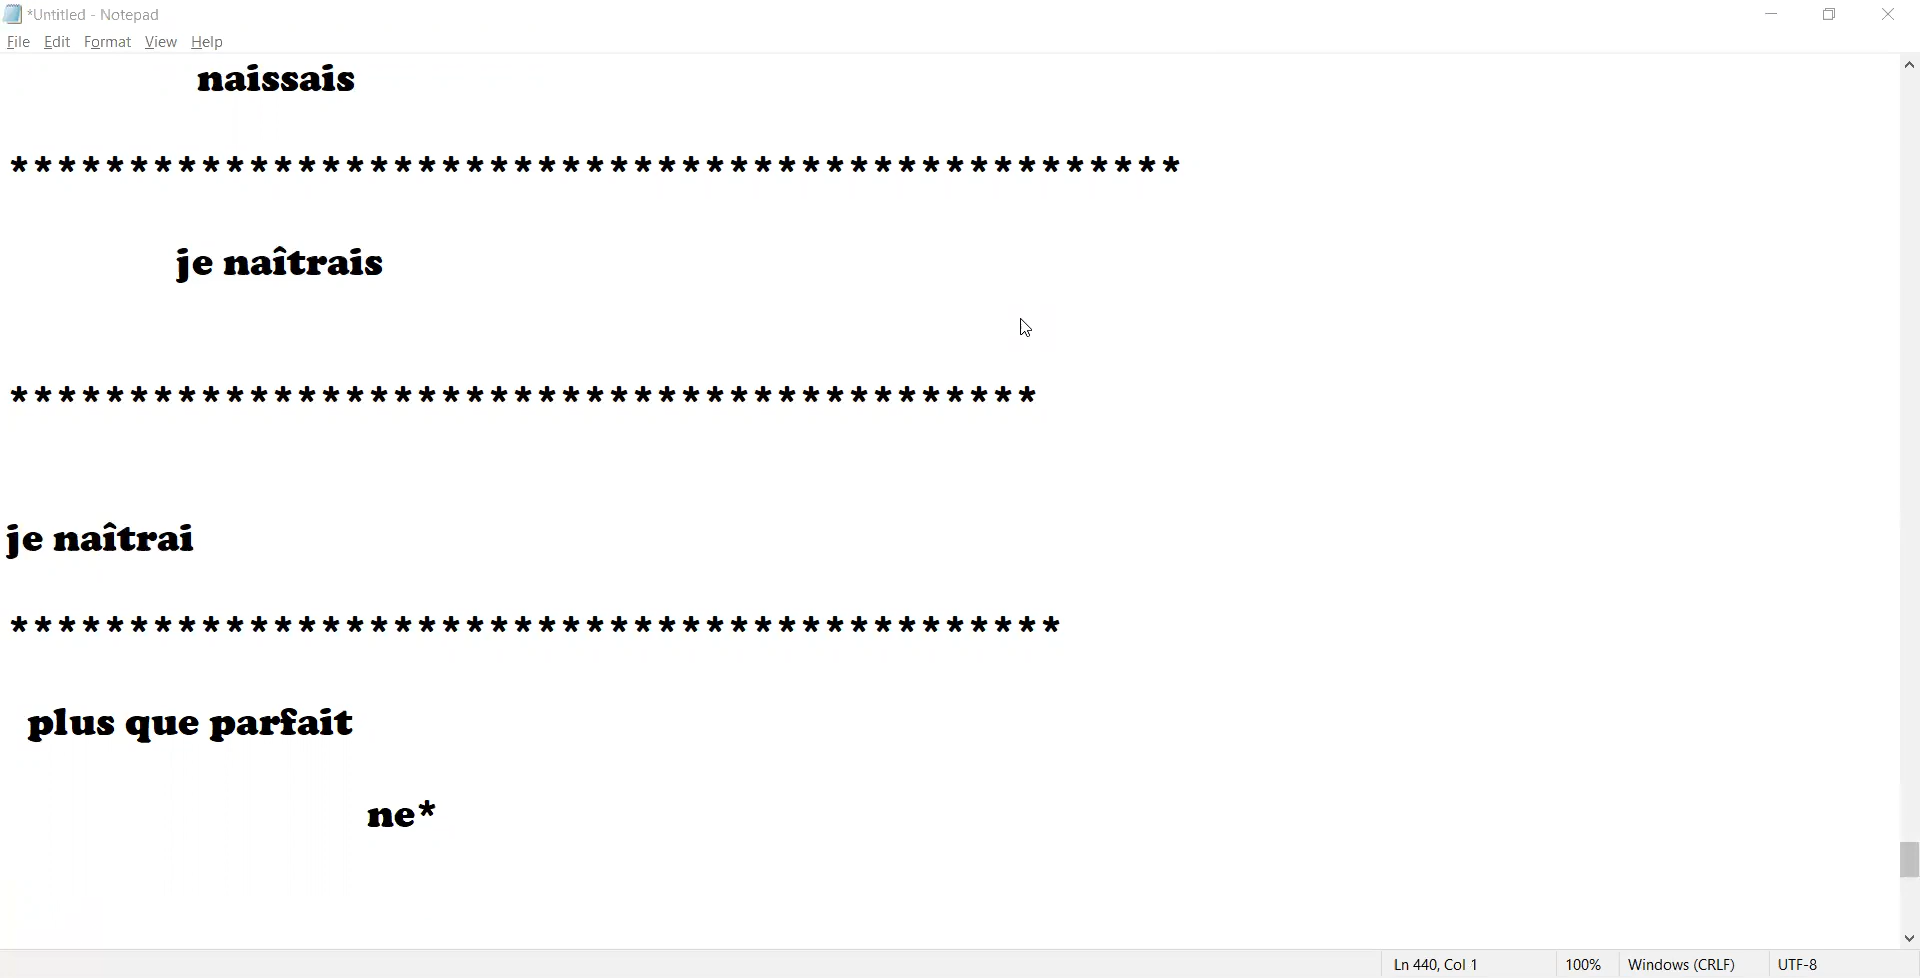 *Untitled - Notepad
File Edit Format View Help
naissais
*************************************************
je naîtrais
*******************************************
je naîtrai
********************************************
plus que parfait
ne*
Ln 440, Col 1 100% Windows (CRLF) UTF-8